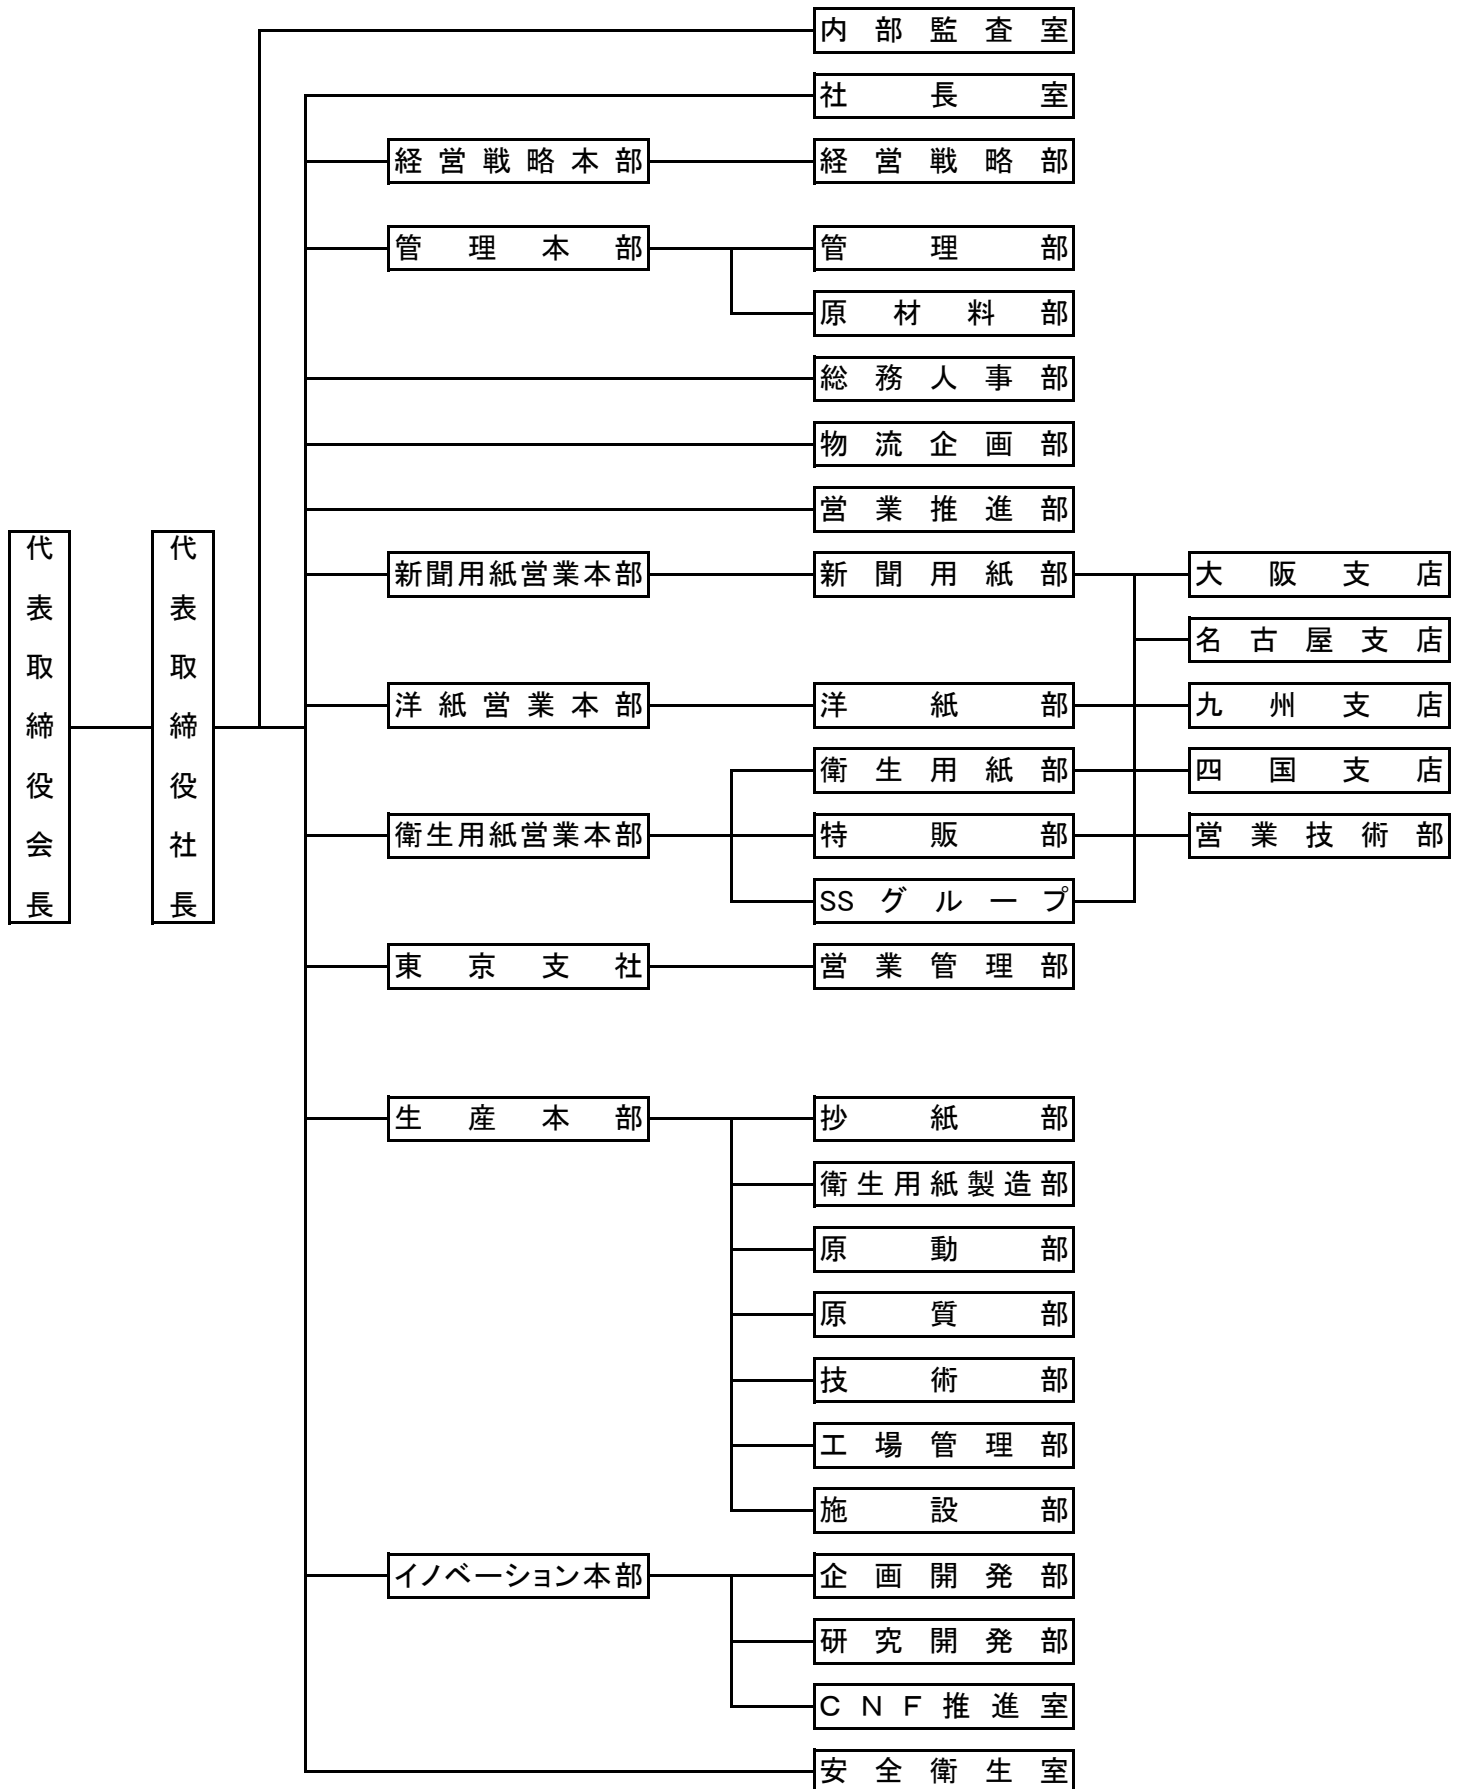 内部監査室
社長室
経営戦略本部 経営戦略部
管理本部 管理部
原材料部
総務人事部
物流企画部
営業推進部
代表取締役会長
代表取締役社長
新聞用紙営業本部 新聞用紙部 大阪支店
名古屋支店
洋紙営業本部 洋紙部 九州支店
衛生用紙部 四国支店
衛生用紙営業本部 特販部 営業技術部
SSグループ
東京支社 営業管理部
生産本部 抄紙部
衛生用紙製造部
原動部
原質部
技術部
工場管理部
施設部
イノベーション本部 企画開発部
研究開発部
CNF推進室
安全衛生室